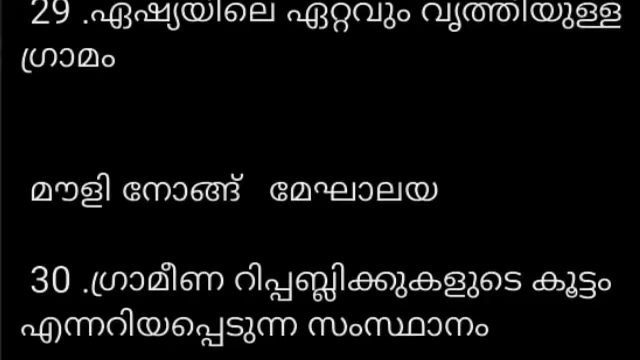 29 .ഏഷ്യയിലെ ഏറ്റവും വൃത്തിയുള്ള
ഗ്രാമം
മൗളി നോങ്ങ് മേഘാലയ
30 .ഗ്രാമീണ റിപ്പബ്ലിക്കുകളുടെ കൂട്ടം
എന്നറിയപ്പെടുന്ന സംസ്ഥാനം